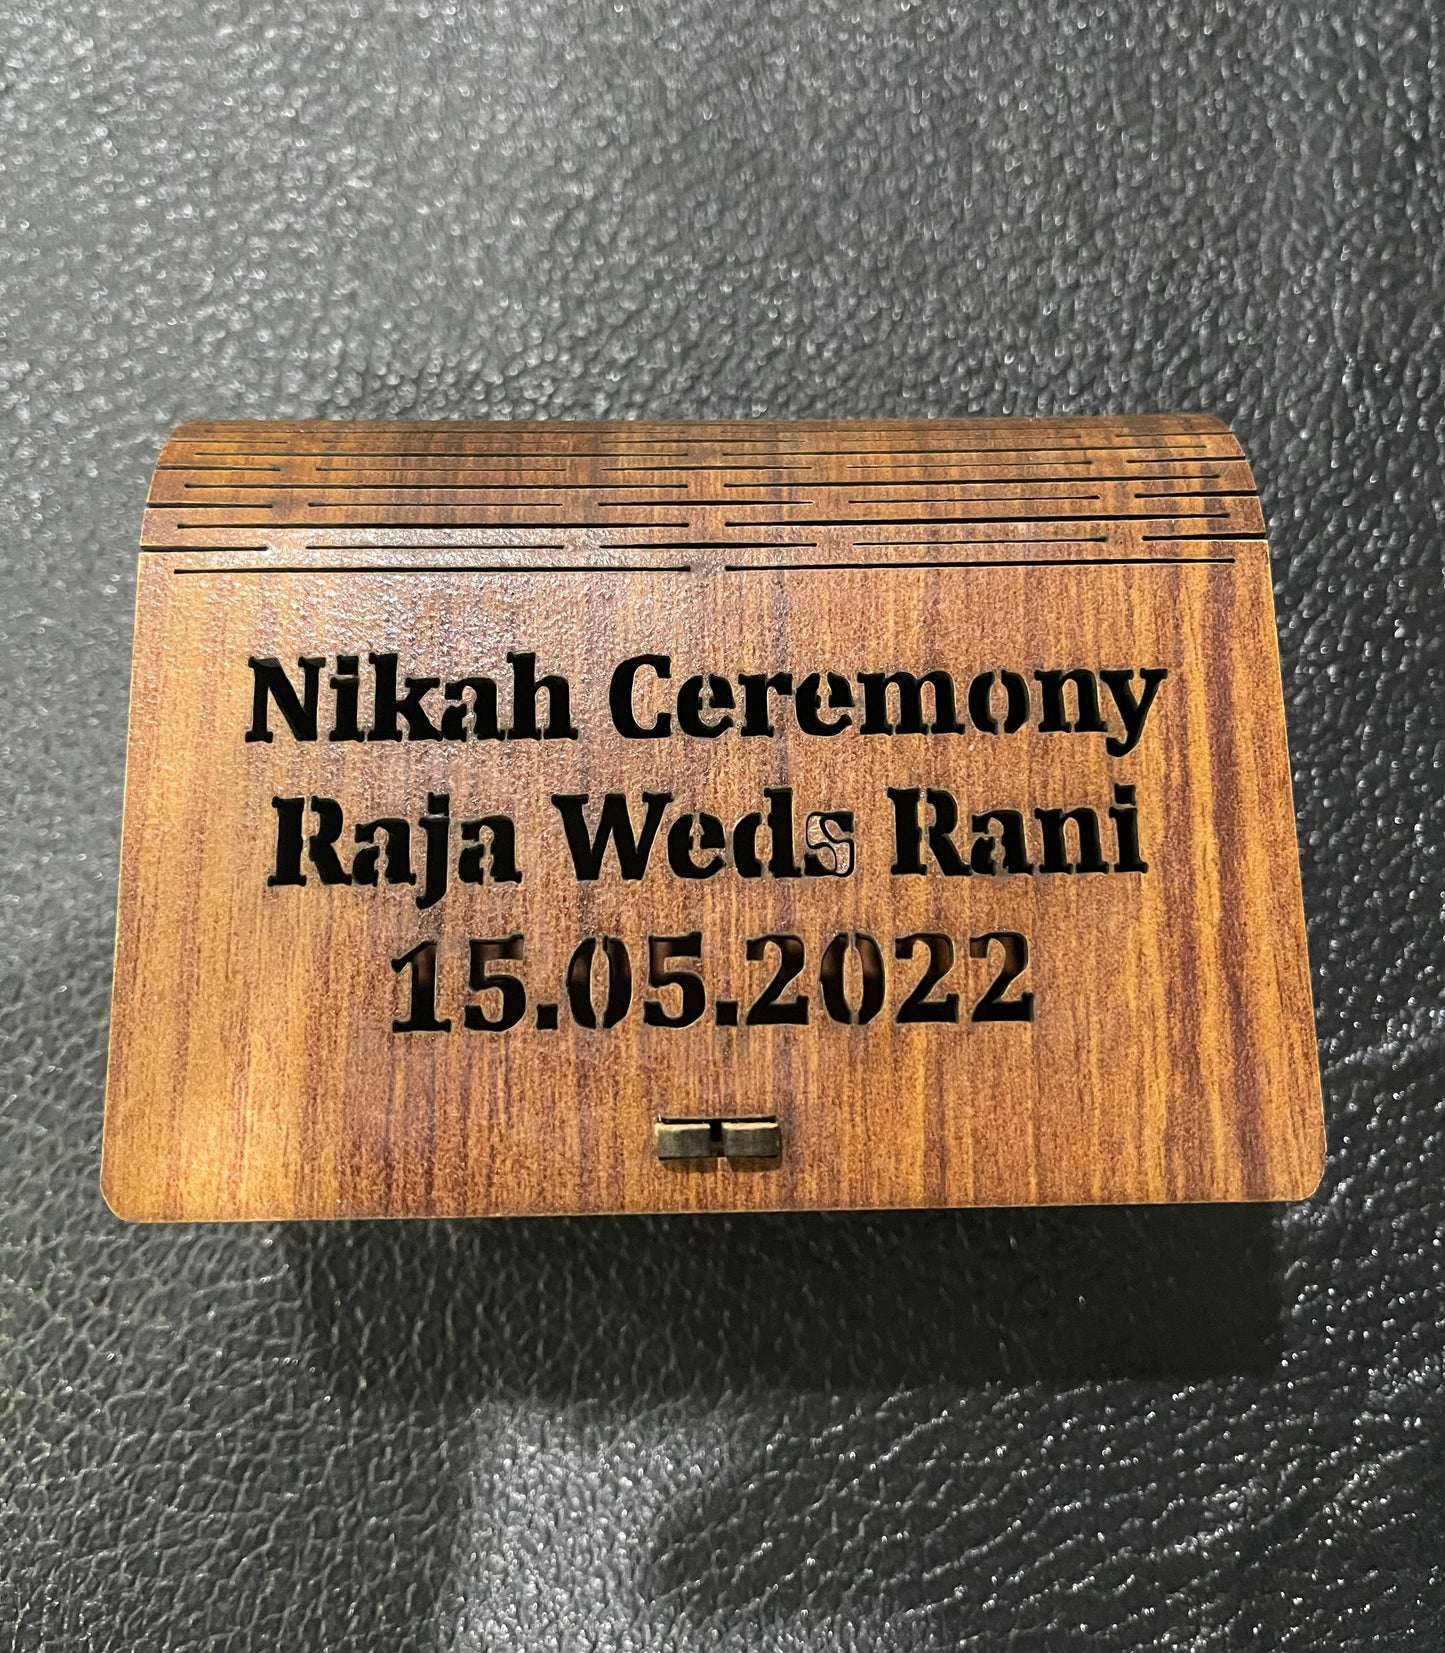 Nikah Ceremony
Raja Weds Rani
15.05.2022